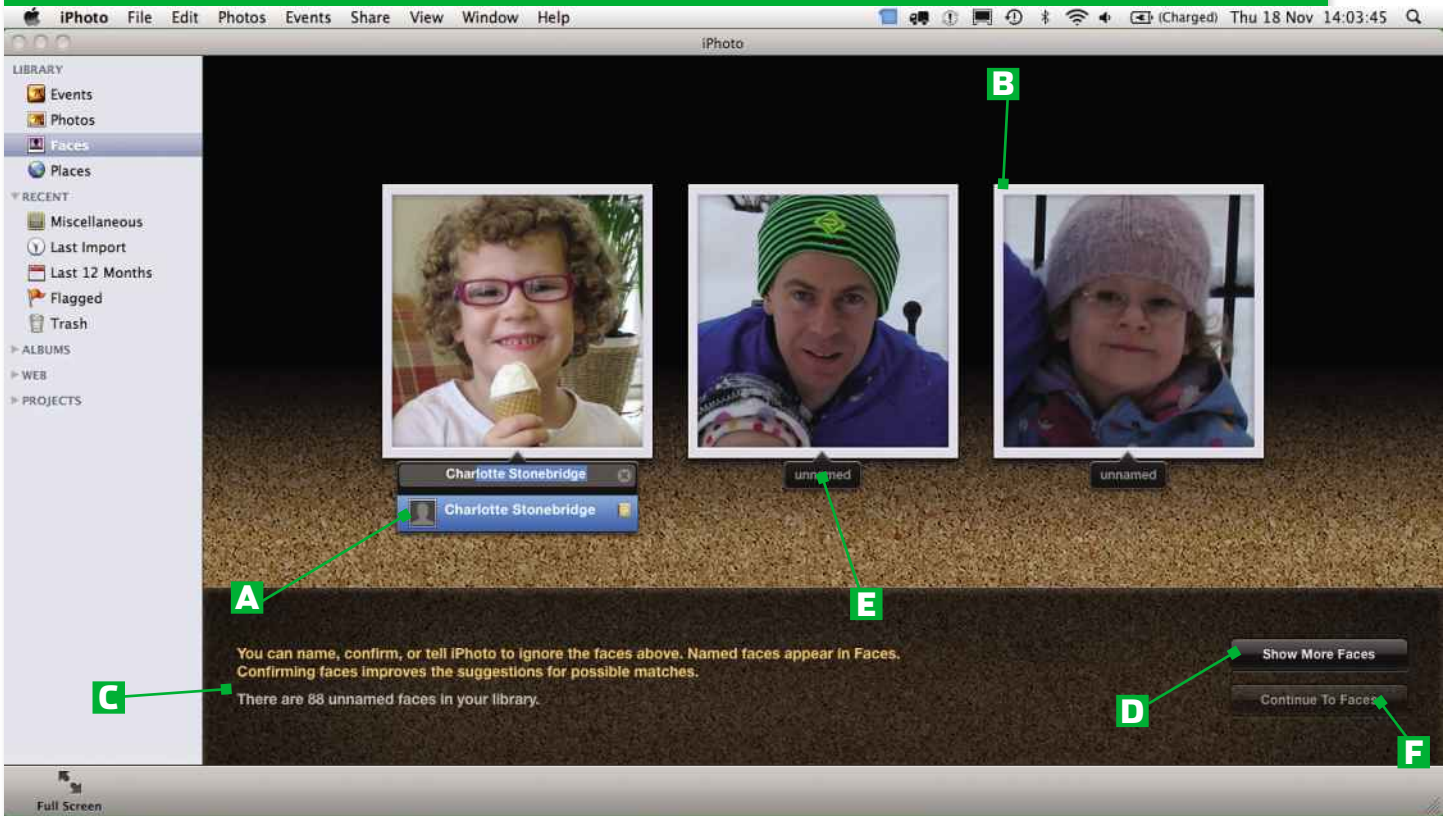 iPhoto File Edit Photos Events Share View Window Help (Charged) Thu 18 Nov 14:03:45
iPhoto
LIBRARY
Events
Photos
Faces
Places
RECENT
Miscellaneous
Last Import
Last 12 Months
Flagged
Trash
ALBUMS
WEB
PROJECTS
B
Charlotte Stonebridge
unnamed
unnamed
Charlotte Stonebridge
A
E
You can name, confirm, or tell iPhoto to ignore the faces above. Named faces appear in Faces.
Confirming faces improves the suggestions for possible matches.
There are 88 unnamed faces in your library.
C
Show More Faces
D
Continue To Faces
F
Full Screen